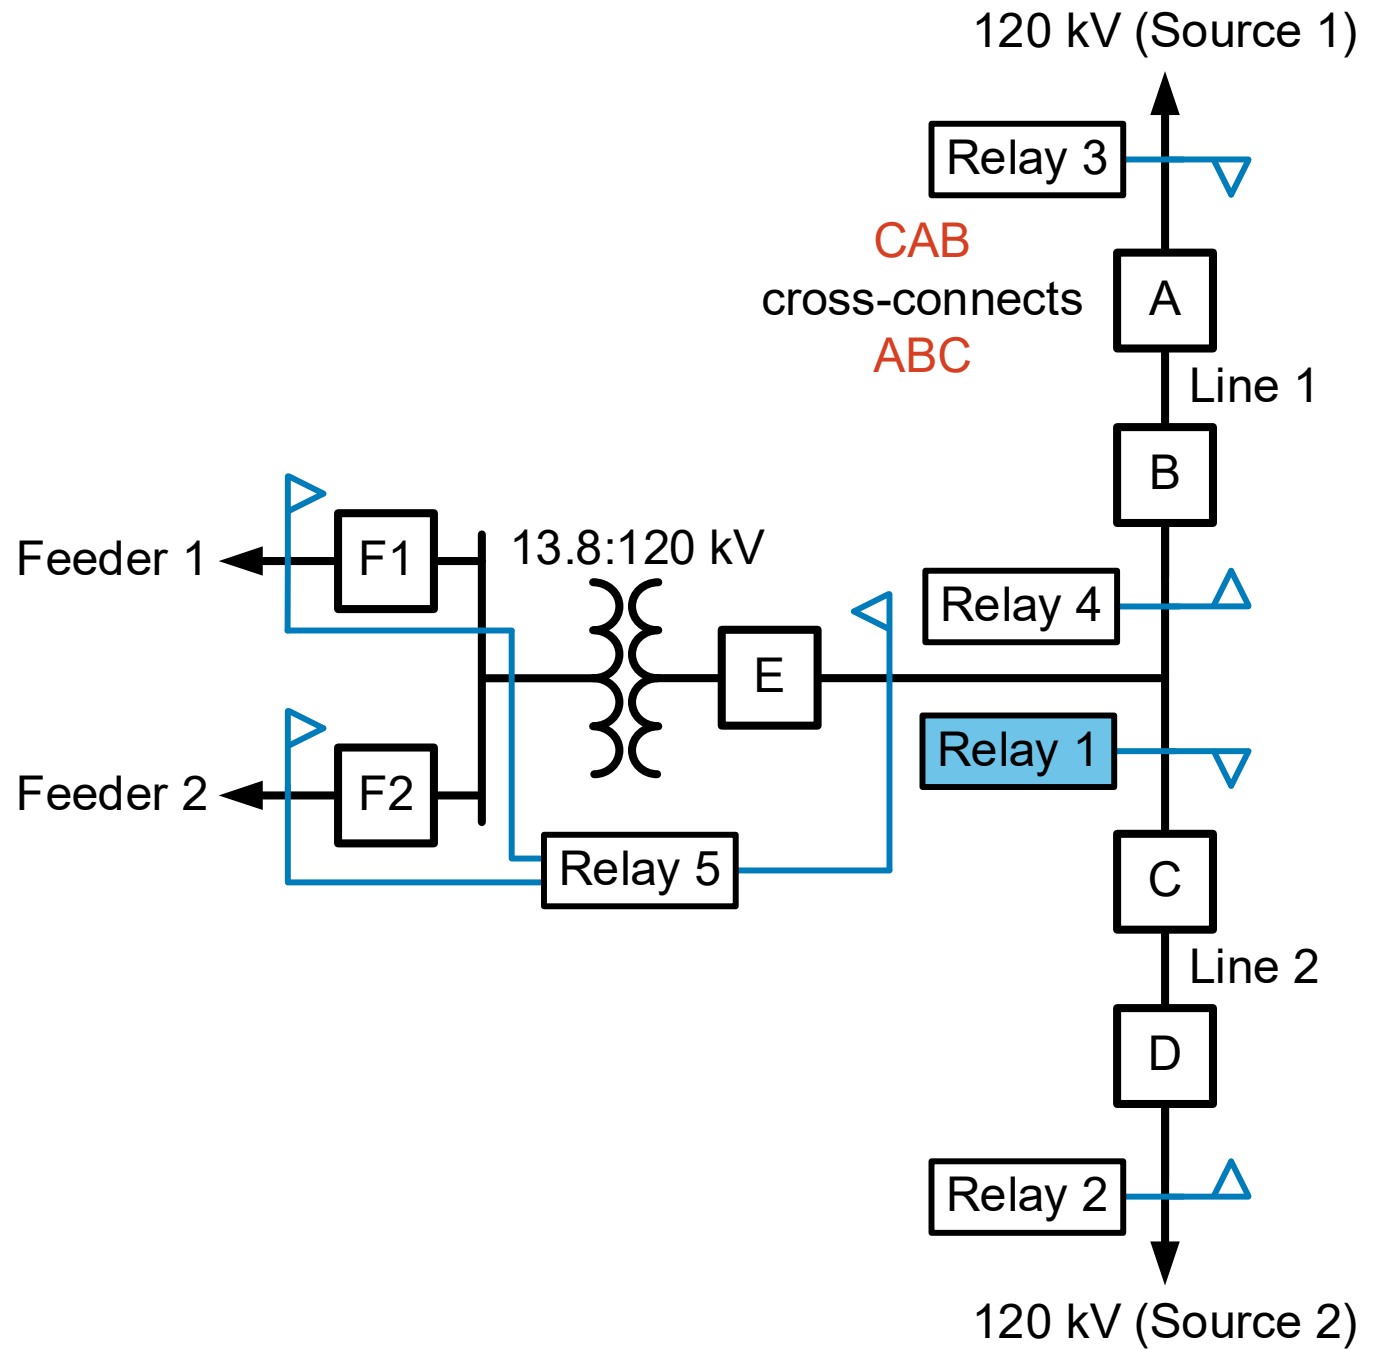 120 kV (Source 1)
Relay 3
CAB
cross-connects
ABC
A
Line 1
B
Feeder 1
F1
13.8:120 kV
Relay 4
E
Relay 1
Feeder 2
F2
Relay 5
C
Line 2
D
Relay 2
120 kV (Source 2)